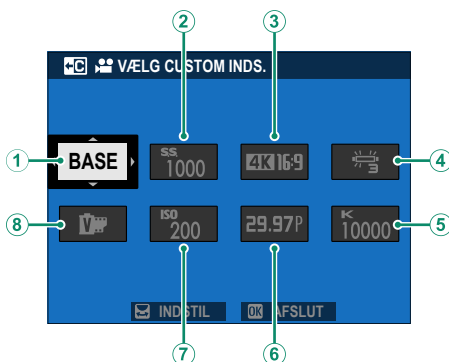 2 3
C VÆLG CUSTOM INDS.
1 BASE S.S. 1000 4K 16:9 3 4
8 V ISO 200 29.97P K 10000 5
INDSTIL OK AFSLUT
7 6